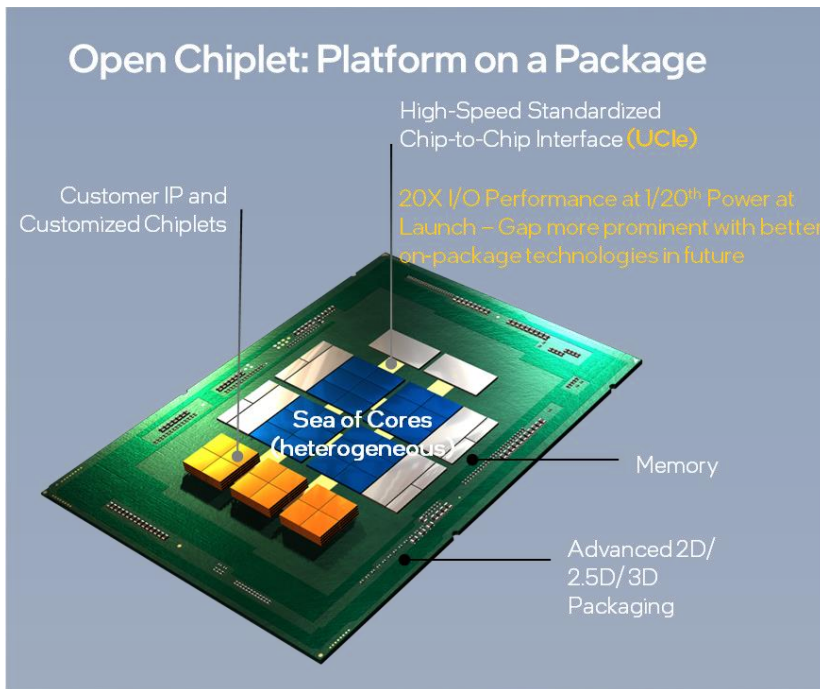 Open Chiplet: Platform on a Package
High-Speed Standardized
Chip-to-Chip Interface (UCIe)
20X I/O Performance at 1/20th Power at
Launch – Gap more prominent with better
on-package technologies in future
Customer IP and
Customized Chiplets
Sea of Cores
(heterogeneous)
Memory
Advanced 2D/
2.5D/3D
Packaging